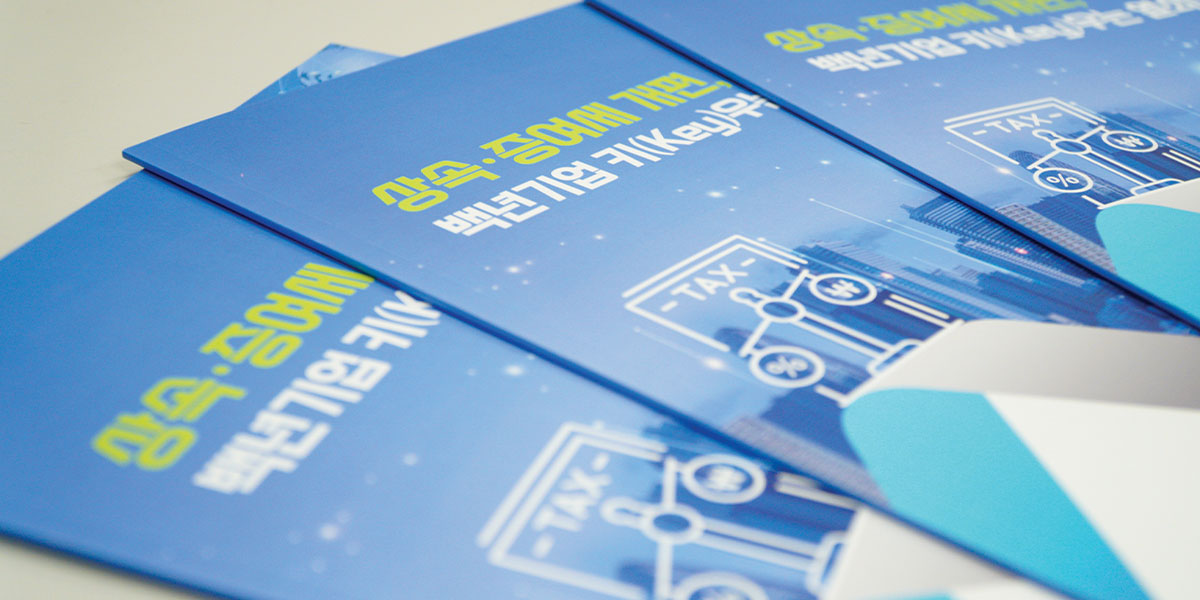 상속·증여세 개편,
백년기업 키(Key)우는
TAX
₩
%
상속·증여세 개편,
백년기업 키(Key)우
TAX
₩
%
상속·증여세
백년기업 키(K
TAX
₩